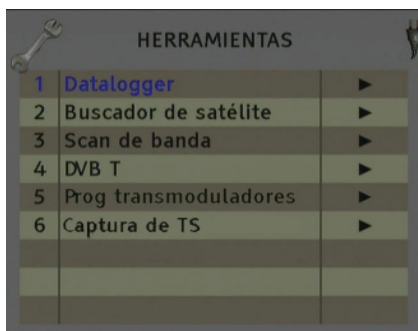 HERRAMIENTAS
1 Datalogger ►
2 Buscador de satélite ►
3 Scan de banda ►
4 DVB T ►
5 Prog transmoduladores ►
6 Captura de TS ►